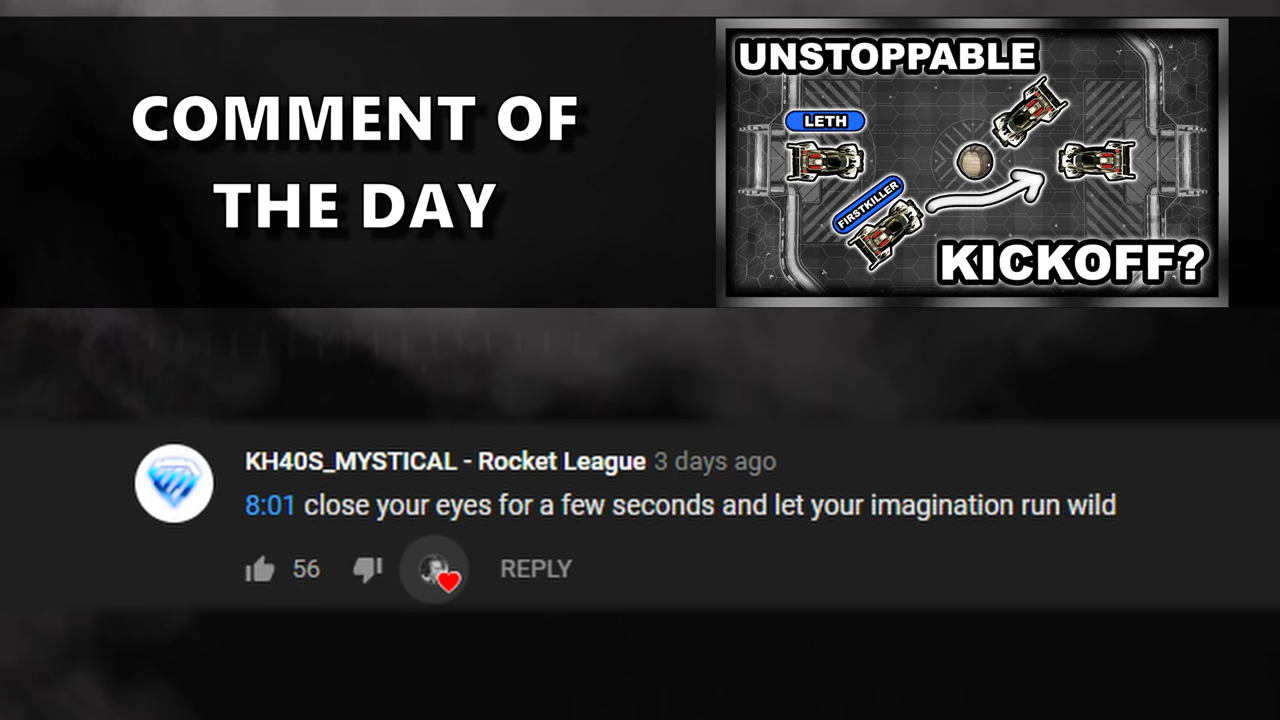 COMMENT OF
THE DAY
UNSTOPPABLE
LETH
FIRSTKILLER
KICKOFF?
KH40S_MYSTICAL - Rocket League 3 days ago
8:01 close your eyes for a few seconds and let your imagination run wild
56 REPLY